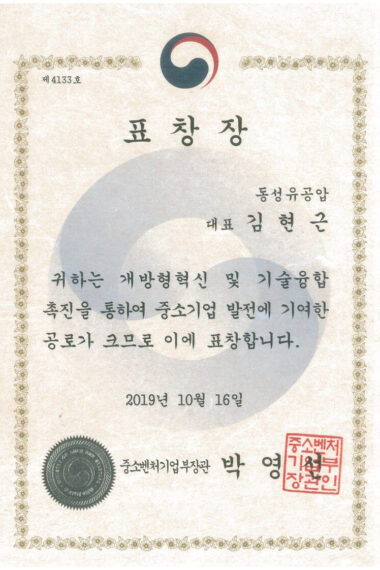 제 4133 호
표 창 장
동성유공압
대표 김 현 근
귀하는 개방형혁신 및 기술융합
촉진을 통하여 중소기업 발전에 기여한
공로가 크므로 이에 표창합니다.
2019년 10월 16일
중소벤처기업부장관 박 영 선
중소벤처
기업부
장관인